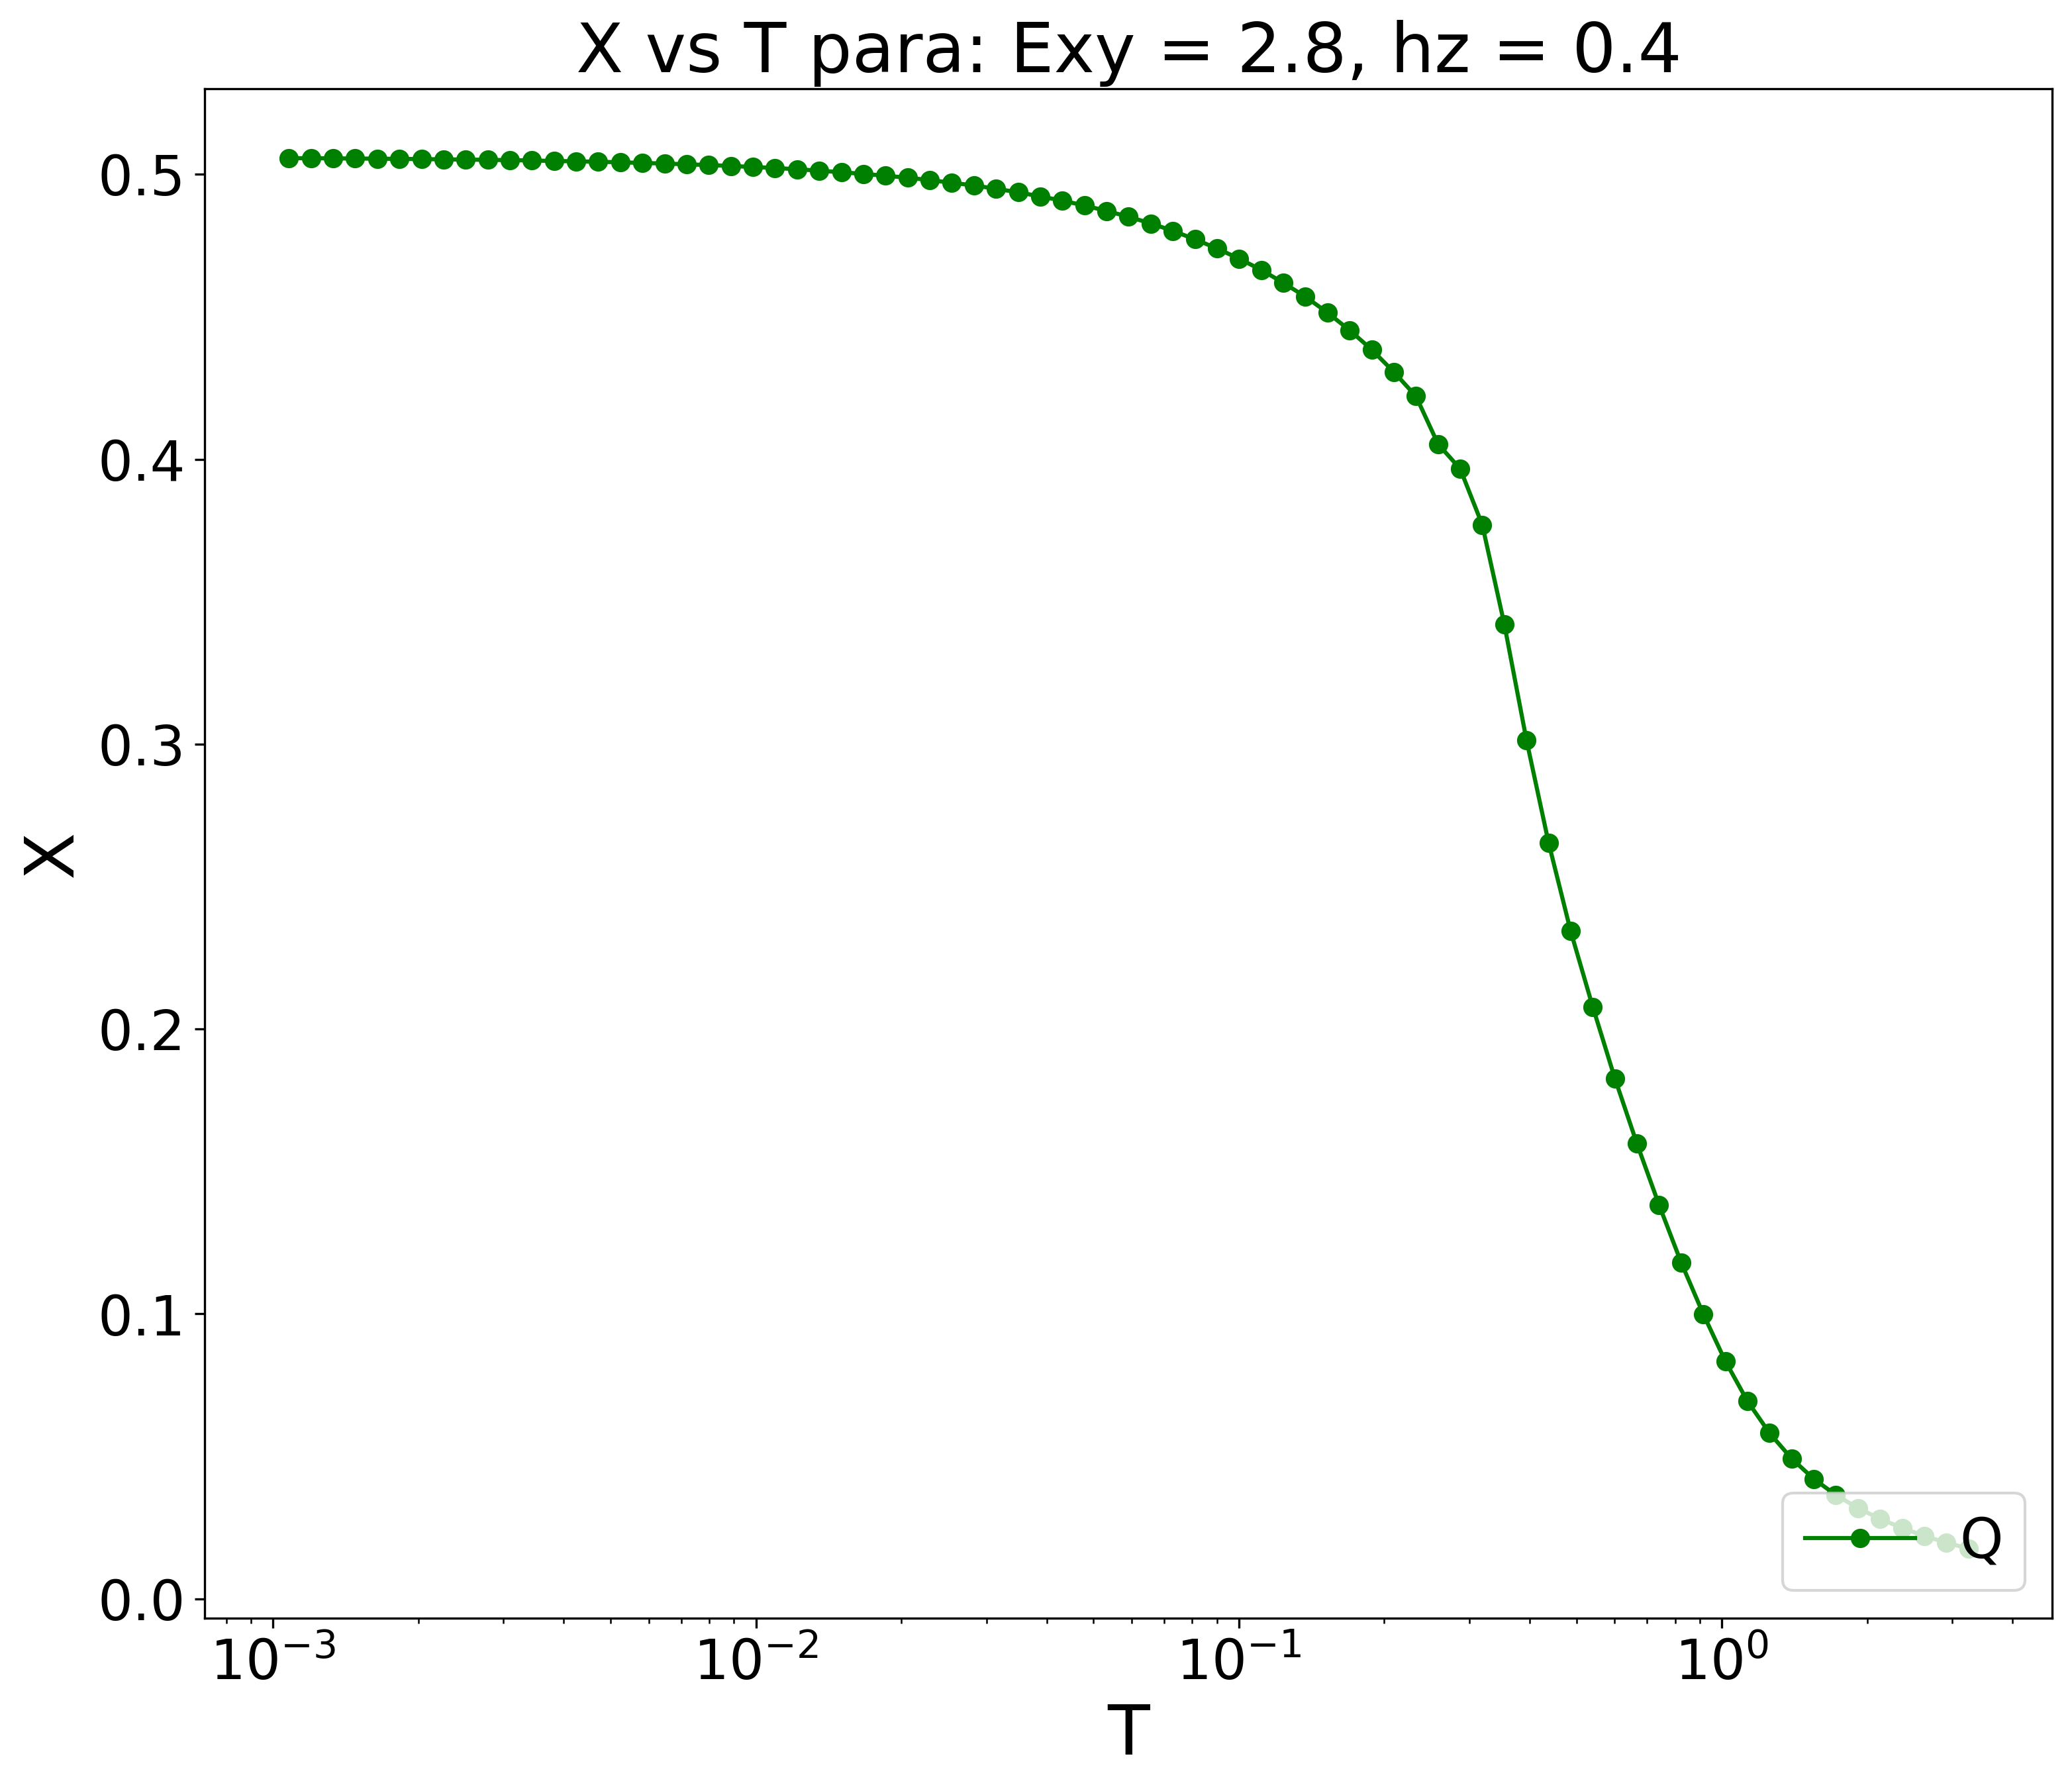 X vs T para: Exy = 2.8, hz = 0.4
X
0.5
0.4
0.3
0.2
0.1
0.0
Q
10⁻³ 10⁻² 10⁻¹ 10⁰
T